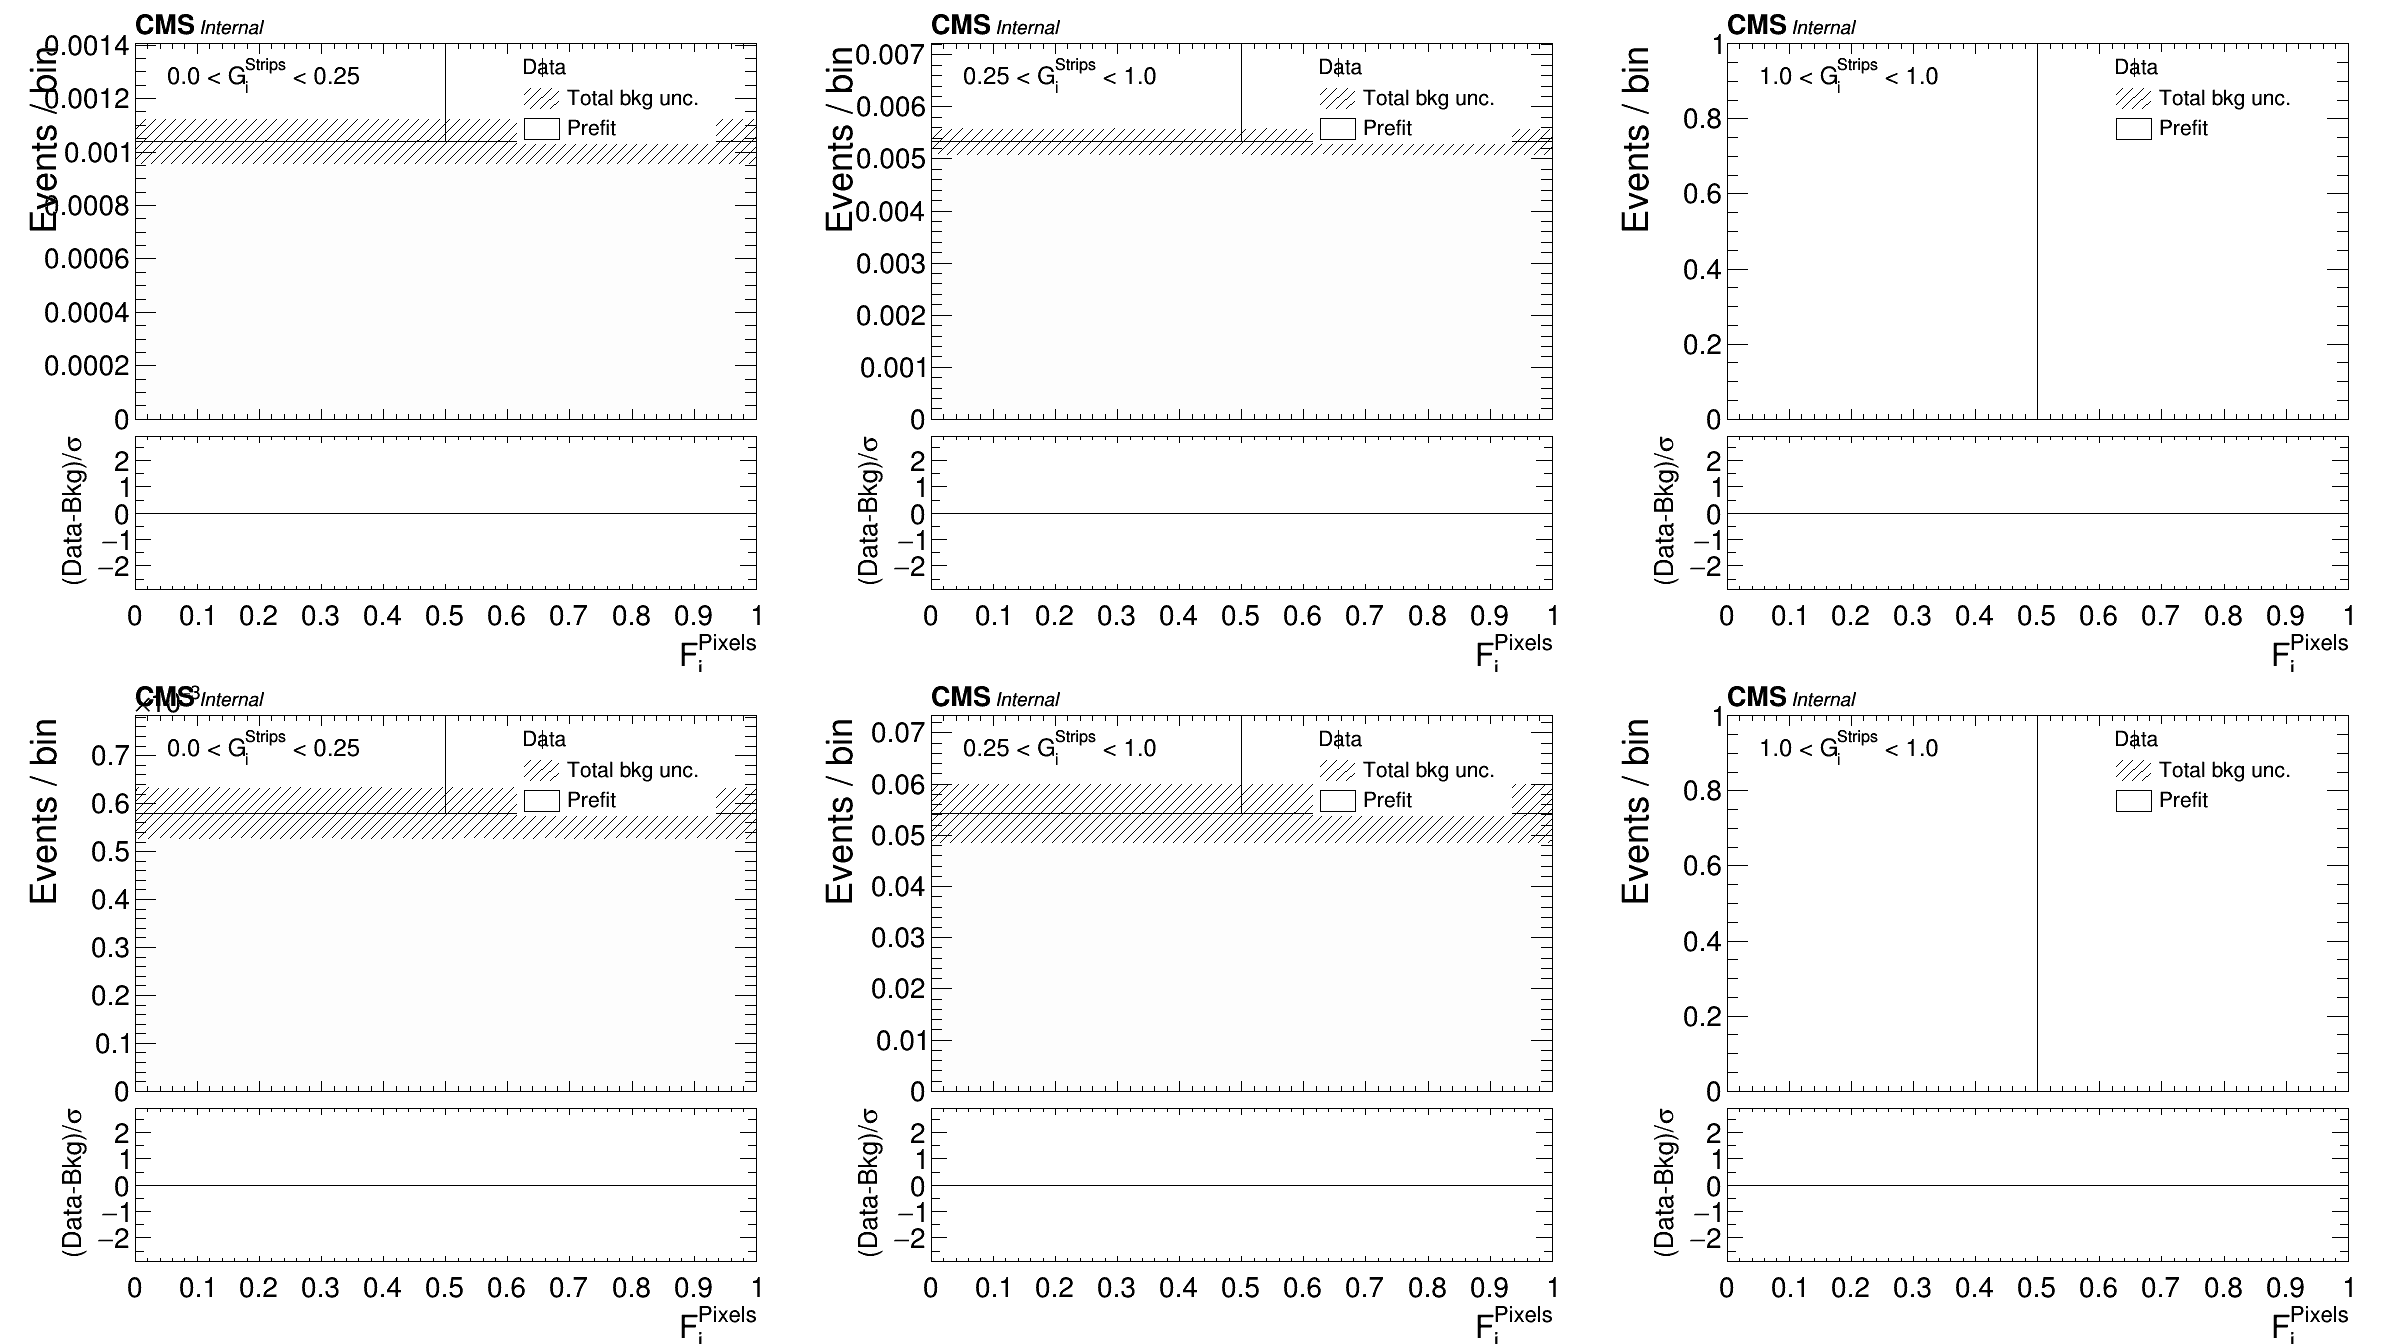 CMS Internal
0.0 < G_i^Strips < 0.25
Data
Total bkg unc.
Prefit
Events / bin
0.0014
0.0012
0.001
0.0008
0.0006
0.0004
0.0002
0
(Data-Bkg)/σ
2
1
0
−1
−2
0 0.1 0.2 0.3 0.4 0.5 0.6 0.7 0.8 0.9 1
F_i^Pixels
CMS Internal
0.25 < G_i^Strips < 1.0
Data
Total bkg unc.
Prefit
Events / bin
0.007
0.006
0.005
0.004
0.003
0.002
0.001
0
(Data-Bkg)/σ
2
1
0
−1
−2
0 0.1 0.2 0.3 0.4 0.5 0.6 0.7 0.8 0.9 1
F_i^Pixels
CMS Internal
1.0 < G_i^Strips < 1.0
Data
Total bkg unc.
Prefit
Events / bin
1
0.8
0.6
0.4
0.2
0
(Data-Bkg)/σ
2
1
0
−1
−2
0 0.1 0.2 0.3 0.4 0.5 0.6 0.7 0.8 0.9 1
F_i^Pixels
CMS Internal
×10^−3
0.0 < G_i^Strips < 0.25
Data
Total bkg unc.
Prefit
Events / bin
0.7
0.6
0.5
0.4
0.3
0.2
0.1
0
(Data-Bkg)/σ
2
1
0
−1
−2
0 0.1 0.2 0.3 0.4 0.5 0.6 0.7 0.8 0.9 1
F_i^Pixels
CMS Internal
0.25 < G_i^Strips < 1.0
Data
Total bkg unc.
Prefit
Events / bin
0.07
0.06
0.05
0.04
0.03
0.02
0.01
0
(Data-Bkg)/σ
2
1
0
−1
−2
0 0.1 0.2 0.3 0.4 0.5 0.6 0.7 0.8 0.9 1
F_i^Pixels
CMS Internal
1.0 < G_i^Strips < 1.0
Data
Total bkg unc.
Prefit
Events / bin
1
0.8
0.6
0.4
0.2
0
(Data-Bkg)/σ
2
1
0
−1
−2
0 0.1 0.2 0.3 0.4 0.5 0.6 0.7 0.8 0.9 1
F_i^Pixels